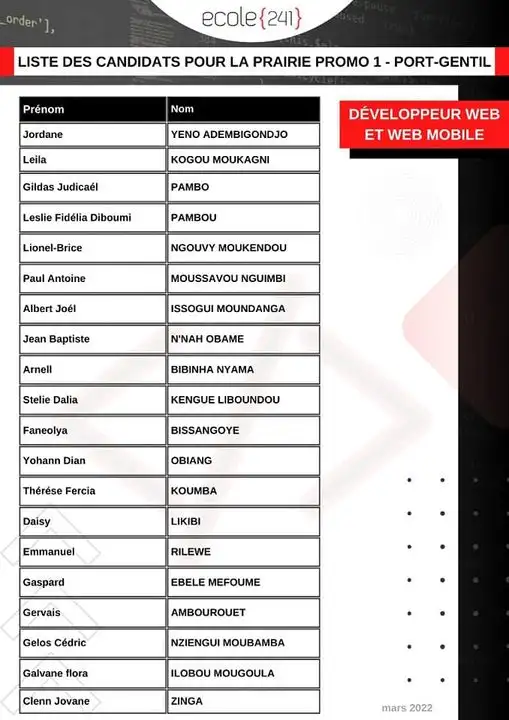 _order'],
ecole{241}
LISTE DES CANDIDATS POUR LA PRAIRIE PROMO 1 - PORT-GENTIL
DÉVELOPPEUR WEB
ET WEB MOBILE
Prénom Nom
Jordane YENO ADEMBIGONDJO
Leila KOGOU MOUKAGNI
Gildas Judicaél PAMBO
Leslie Fidélia Diboumi PAMBOU
Lionel-Brice NGOUVY MOUKENDOU
Paul Antoine MOUSSAVOU NGUIMBI
Albert Joél ISSOGUI MOUNDANGA
Jean Baptiste N'NAH OBAME
Arnell BIBINHA NYAMA
Stelie Dalia KENGUE LIBOUNDOU
Faneolya BISSANGOYE
Yohann Dian OBIANG
Thérése Fercia KOUMBA
Daisy LIKIBI
Emmanuel RILEWE
Gaspard EBELE MEFOUME
Gervais AMBOUROUET
Gelos Cédric NZIENGUI MOUBAMBA
Galvane flora ILOBOU MOUGOULA
Clenn Jovane ZINGA
mars 2022